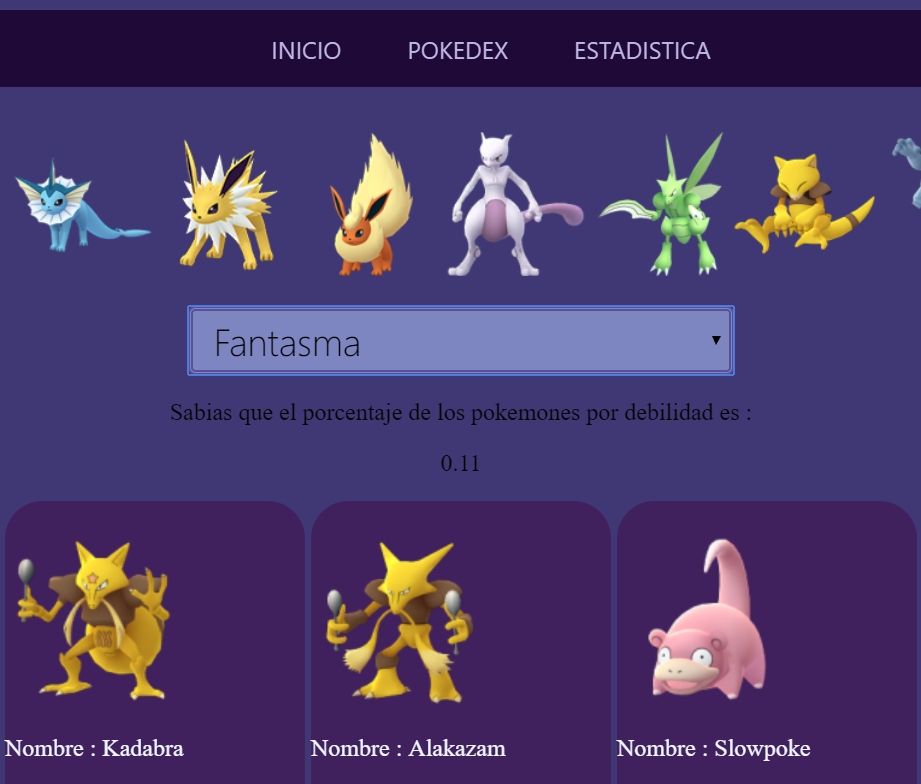 INICIO POKEDEX ESTADISTICA
Fantasma
Sabias que el porcentaje de los pokemones por debilidad es :
0.11
Nombre : Kadabra Nombre : Alakazam Nombre : Slowpoke